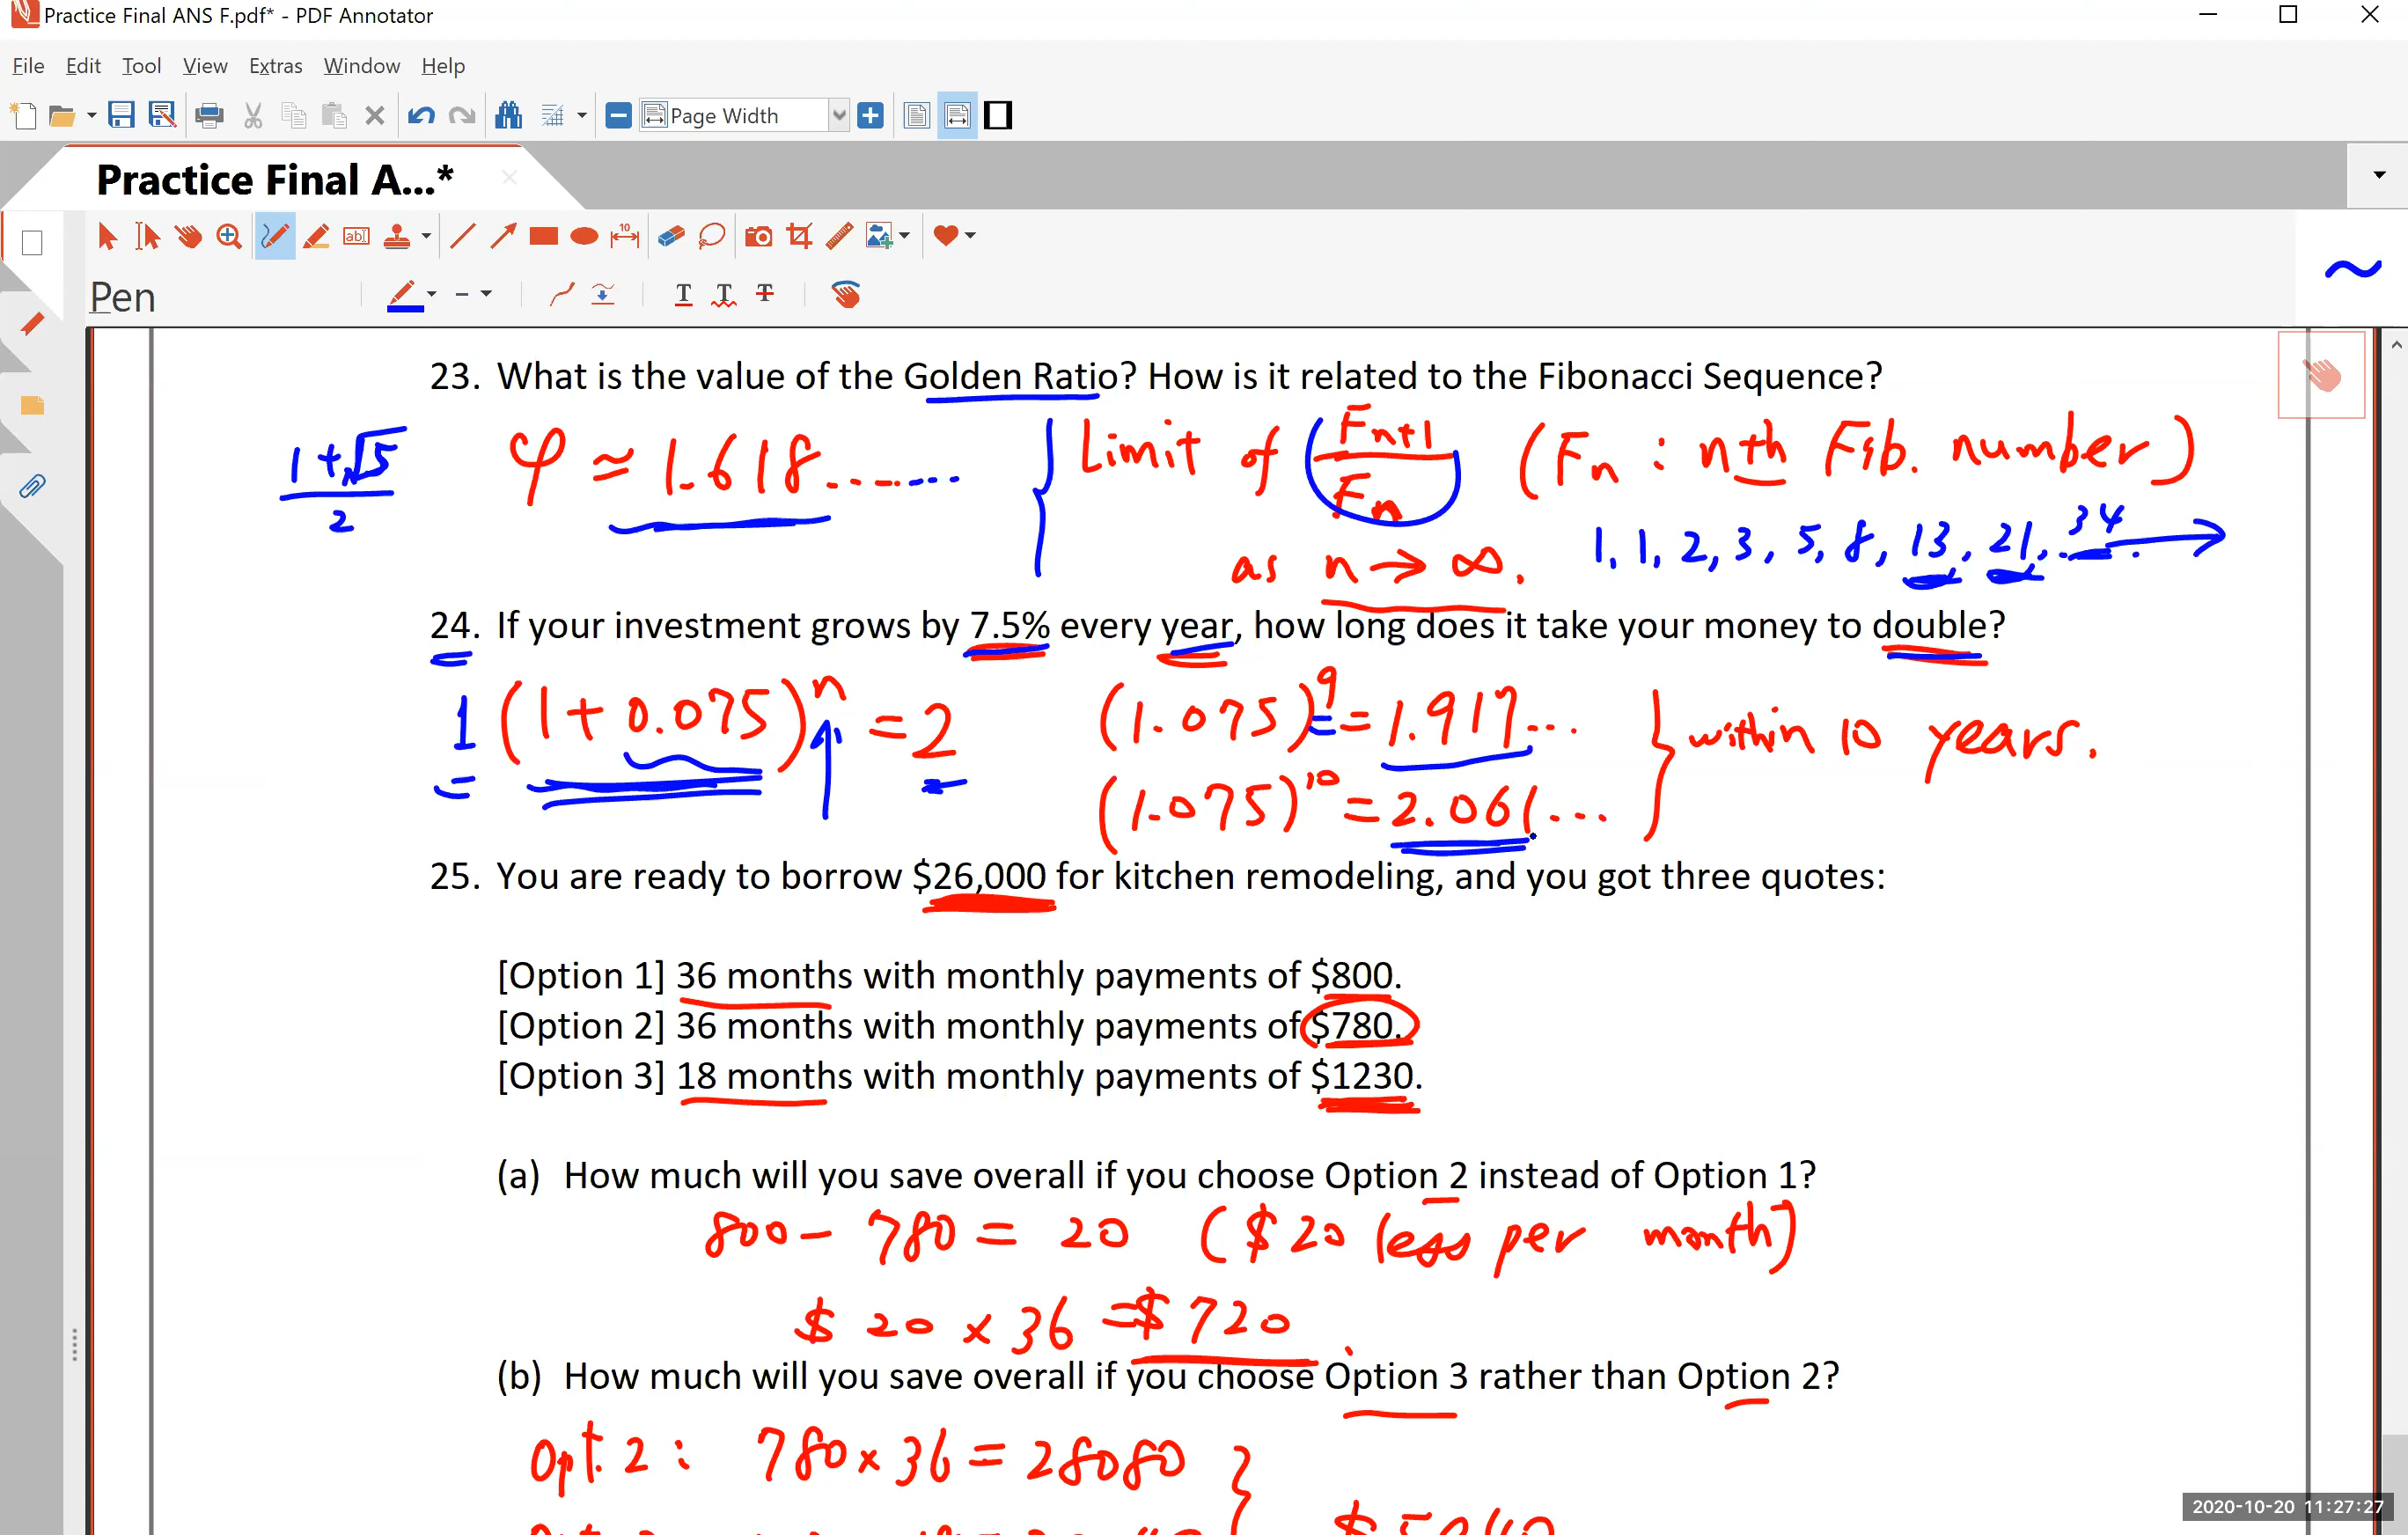 Practice Final ANS F.pdf* - PDF Annotator
File Edit Tool View Extras Window Help
Page Width
Practice Final A...*
Pen
23. What is the value of the Golden Ratio? How is it related to the Fibonacci Sequence?
1+√5
2
φ ≈ 1.618.......
Limit of Fn+1/Fn (Fn : nth Fib. number)
as n → ∞.
1, 1, 2, 3, 5, 8, 13, 21, 34
24. If your investment grows by 7.5% every year, how long does it take your money to double?
1 (1+0.075)^n = 2
(1.075)^9 = 1.917...
(1.075)^10 = 2.061...
} within 10 years.
25. You are ready to borrow $26,000 for kitchen remodeling, and you got three quotes:
[Option 1] 36 months with monthly payments of $800.
[Option 2] 36 months with monthly payments of $780.
[Option 3] 18 months with monthly payments of $1230.
(a) How much will you save overall if you choose Option 2 instead of Option 1?
800 - 780 = 20 ($20 less per month)
$ 20 × 36 = $ 720.
(b) How much will you save overall if you choose Option 3 rather than Option 2?
Opt. 2 : 780 × 36 = 28080
2020-10-20 11:27:27